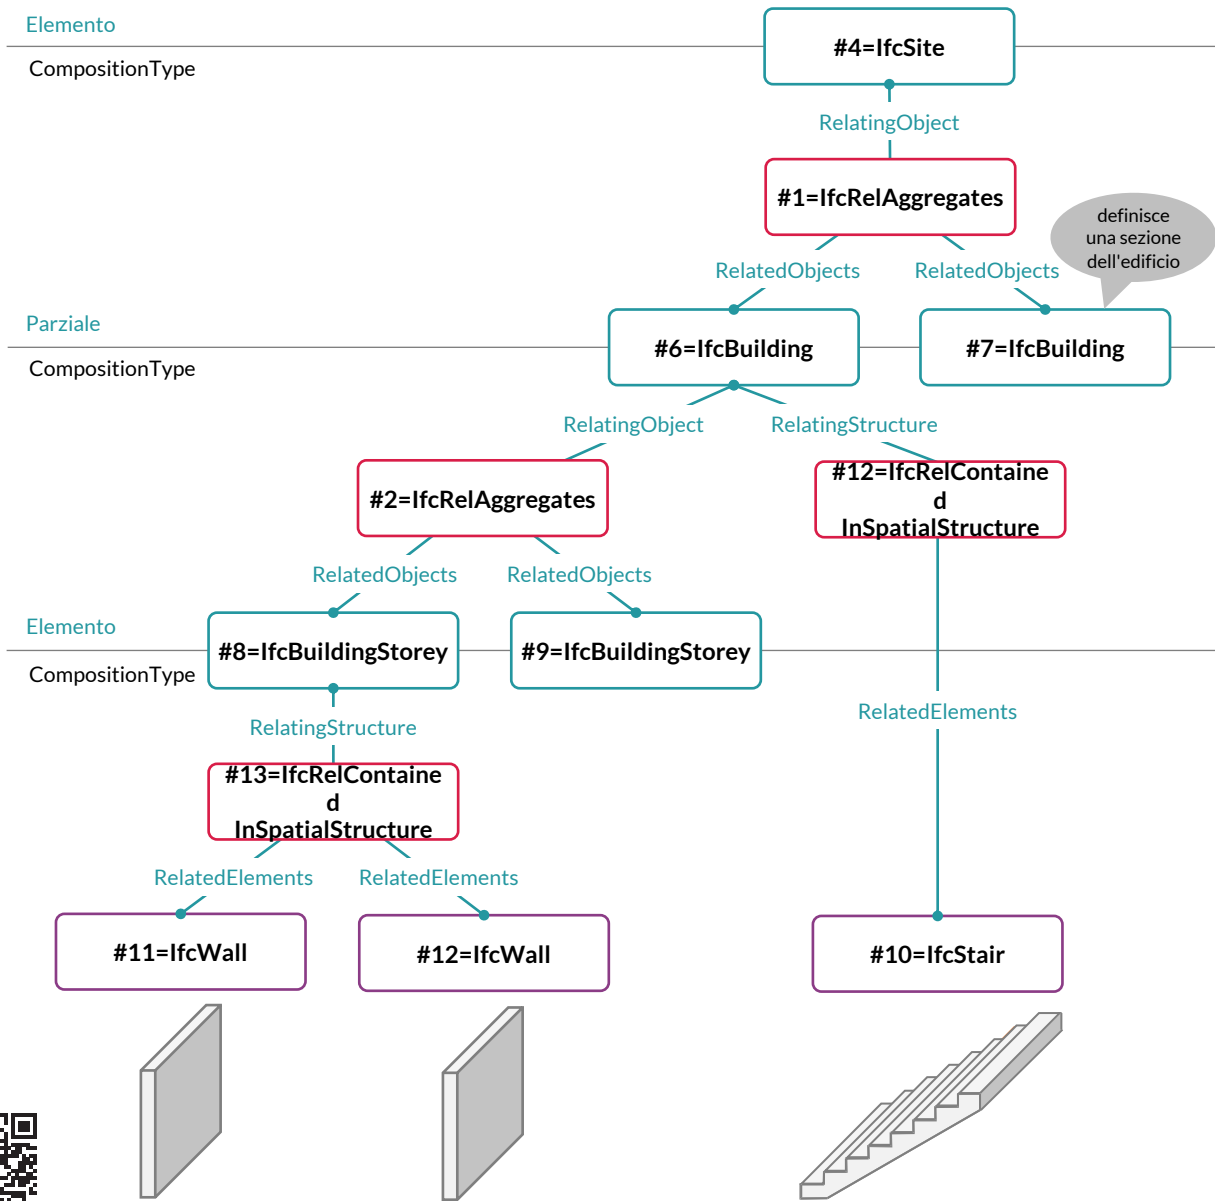 Elemento
#4=IfcSite
CompositionType
RelatingObject
#1=IfcRelAggregates
definisce
una sezione
dell'edificio
RelatedObjects
RelatedObjects
Parziale
#6=IfcBuilding
#7=IfcBuilding
CompositionType
RelatingObject
RelatingStructure
#2=IfcRelAggregates
#12=IfcRelContaine
d
InSpatialStructure
RelatedObjects
RelatedObjects
Elemento
#8=IfcBuildingStorey
#9=IfcBuildingStorey
CompositionType
RelatedElements
RelatingStructure
#13=IfcRelContaine
d
InSpatialStructure
RelatedElements
RelatedElements
#11=IfcWall
#12=IfcWall
#10=IfcStair